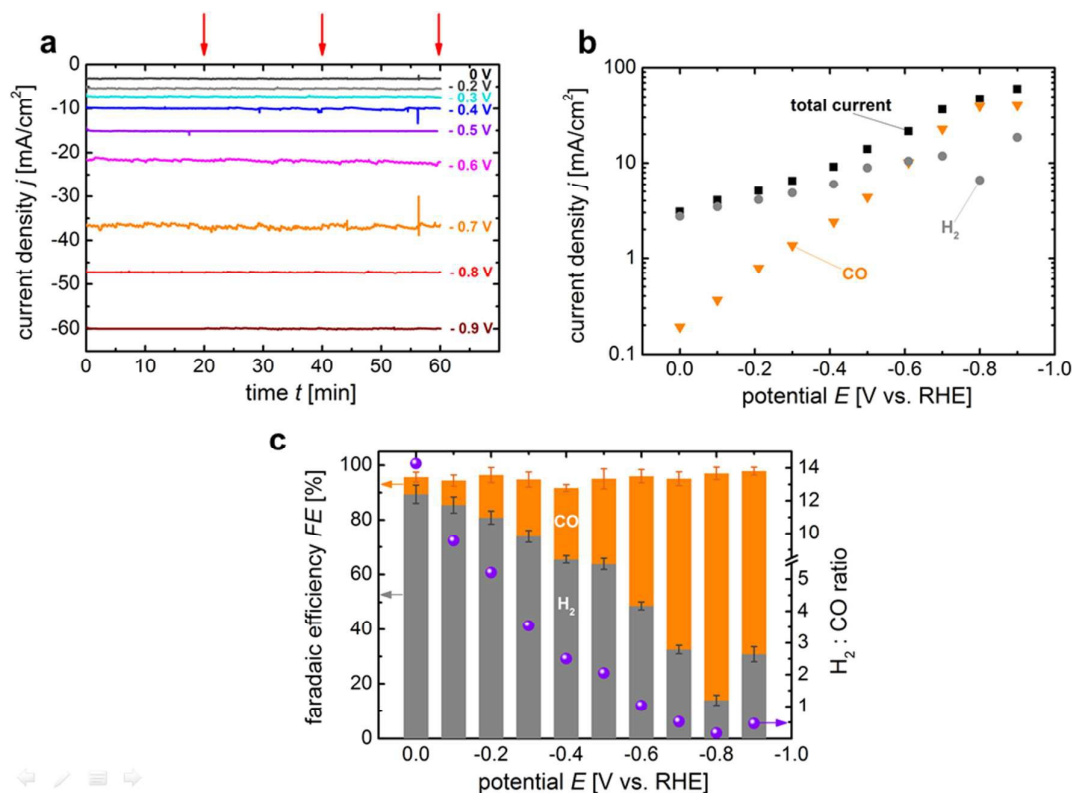 a
0
-10
-20
-30
-40
-50
-60
0 V
- 0.2 V
- 0.3 V
- 0.4 V
- 0.5 V
- 0.6 V
- 0.7 V
- 0.8 V
- 0.9 V
0 10 20 30 40 50 60
time t [min]
current density j [mA/cm²]
b
100
10
1
0.1
total current
H₂
CO
0.0 -0.2 -0.4 -0.6 -0.8 -1.0
potential E [V vs. RHE]
current density j [mA/cm²]
c
100
80
60
40
20
0
CO
H₂
14
12
10
5
4
3
2
1
0
0.0 -0.2 -0.4 -0.6 -0.8 -1.0
potential E [V vs. RHE]
faradaic efficiency FE [%]
H₂ : CO ratio